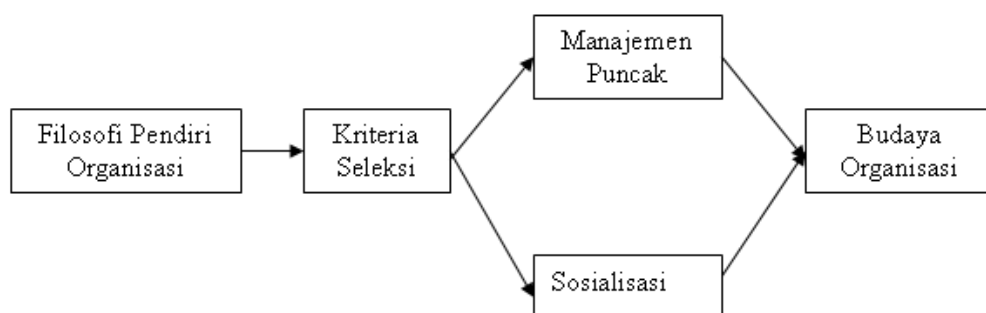 Filosofi Pendiri
Organisasi
Kriteria
Seleksi
Manajemen
Puncak
Sosialisasi
Budaya
Organisasi